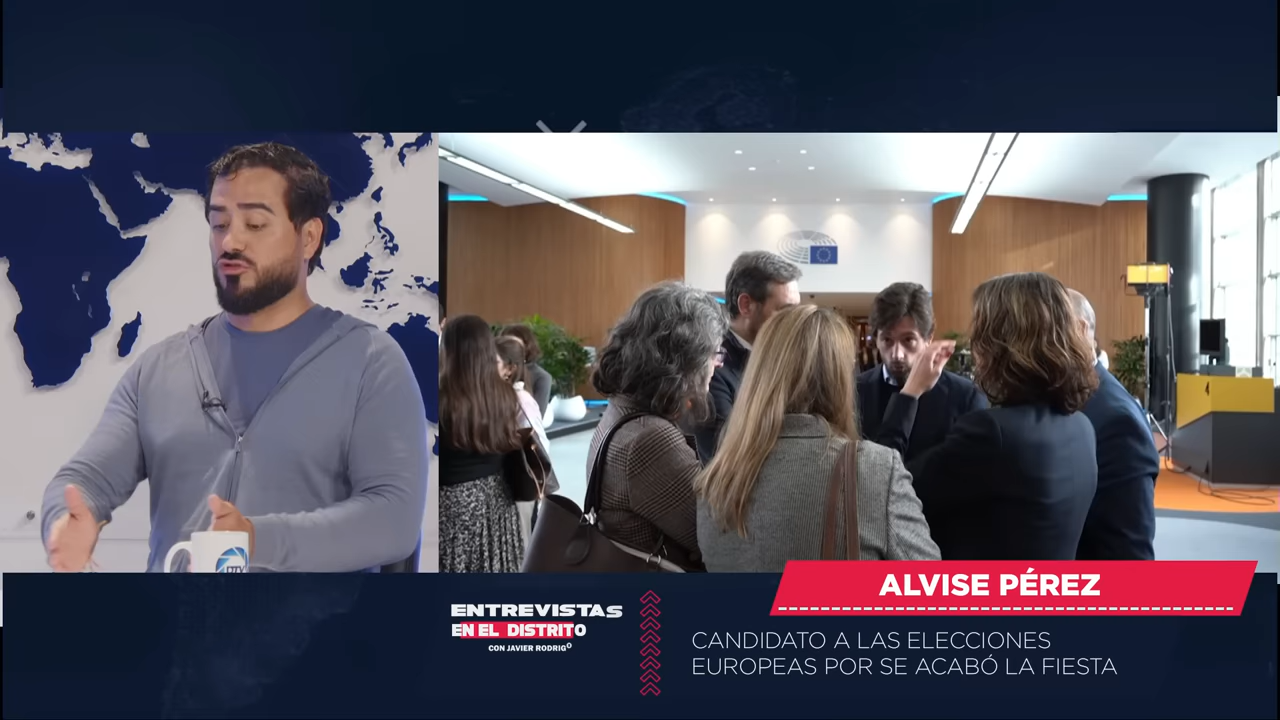 ALVISE PÉREZ
ENTREVISTAS
EN EL DISTRITO
CON JAVIER RODRIGO
CANDIDATO A LAS ELECCIONES
EUROPEAS POR SE ACABÓ LA FIESTA